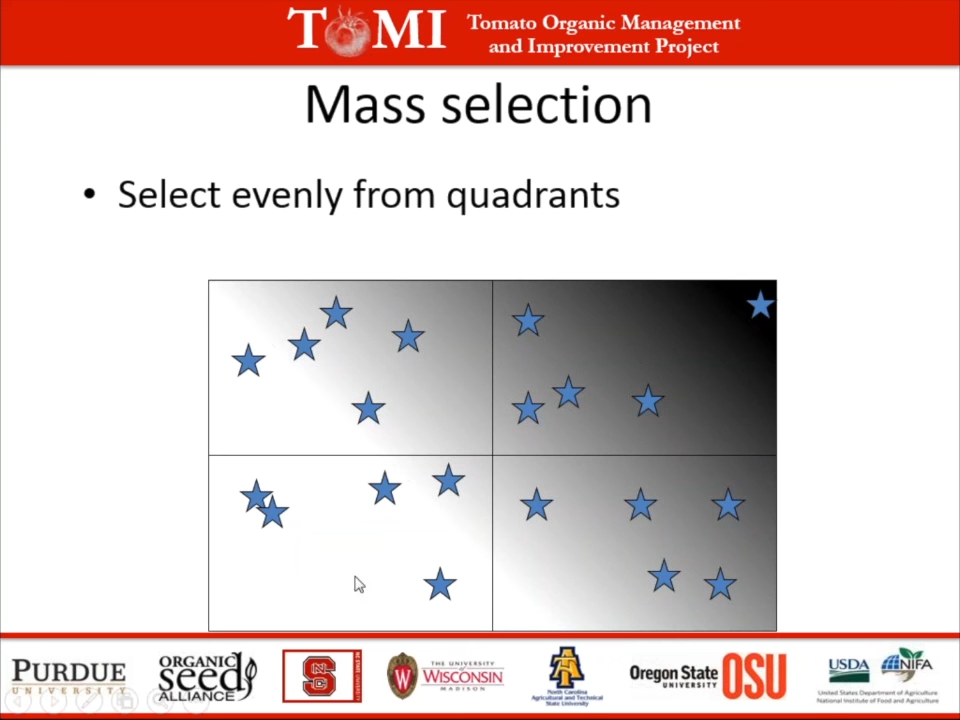 TOMI
Tomato Organic Management
and Improvement Project
Mass selection
• Select evenly from quadrants
PURDUE
UNIVERSITY
ORGANIC
seed
ALLIANCE
NC STATE UNIVERSITY
W
THE UNIVERSITY
of
WISCONSIN
MADISON
North Carolina
Agricultural and Technical
State University
Oregon State
UNIVERSITY
OSU
USDA
NIFA
United States Department of Agriculture
National Institute of Food and Agriculture